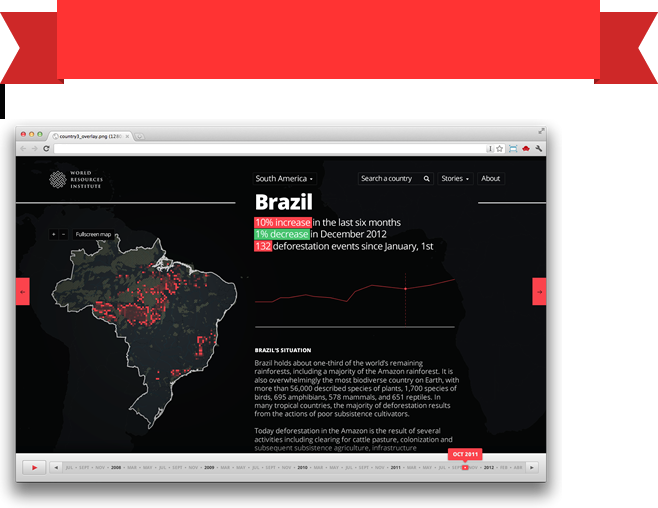 country3_overlay.png (1280
WORLD
RESOURCES
INSTITUTE
South America
Search a country
Stories
About
Brazil
10% increase in the last six months
1% decrease in December 2012
132 deforestation events since January, 1st
+ − Fullscreen map
BRAZIL'S SITUATION
Brazil holds about one-third of the world's remaining
rainforests, including a majority of the Amazon rainforest. It is
also overwhelmingly the most biodiverse country on Earth, with
more than 56,000 described species of plants, 1,700 species of
birds, 695 amphibians, 578 mammals, and 651 reptiles. In
many tropical countries, the majority of deforestation results
from the actions of poor subsistence cultivators.
Today deforestation in the Amazon is the result of several
activities including clearing for cattle pasture, colonization and
subsequent subsistence agriculture, infrastructure
OCT 2011
JUL • SEPT • NOV • 2008 • MAR • MAY • JUL • SEPT • NOV • 2009 • MAR • MAY • JUL • SEPT • NOV • 2010 • MAR • MAY • JUL • SEPT • NOV • 2011 • MAR • MAY • JUL • SEPT NOV • 2012 • FEB • MAR